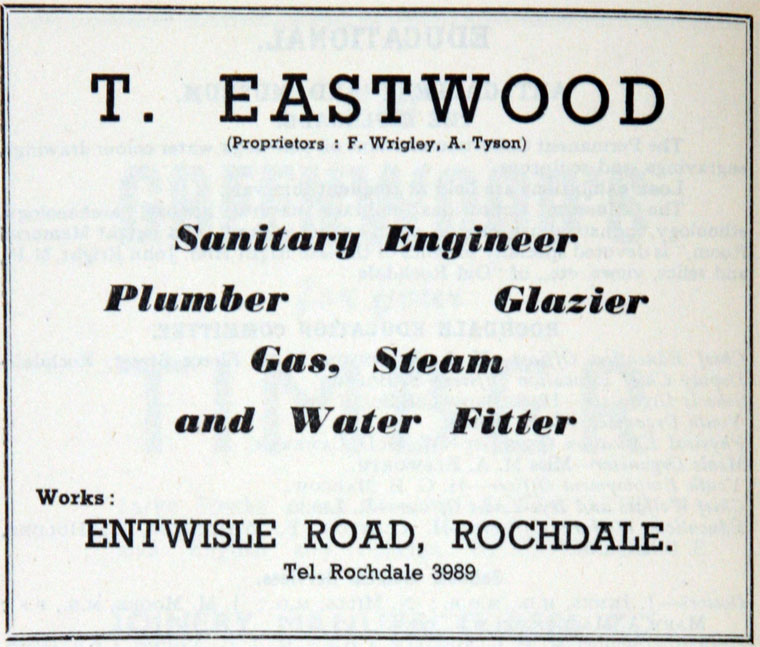 T. EASTWOOD
(Proprietors : F. Wrigley, A. Tyson)
Sanitary Engineer
Plumber Glazier
Gas, Steam
and Water Fitter
Works :
ENTWISLE ROAD, ROCHDALE.
Tel. Rochdale 3989